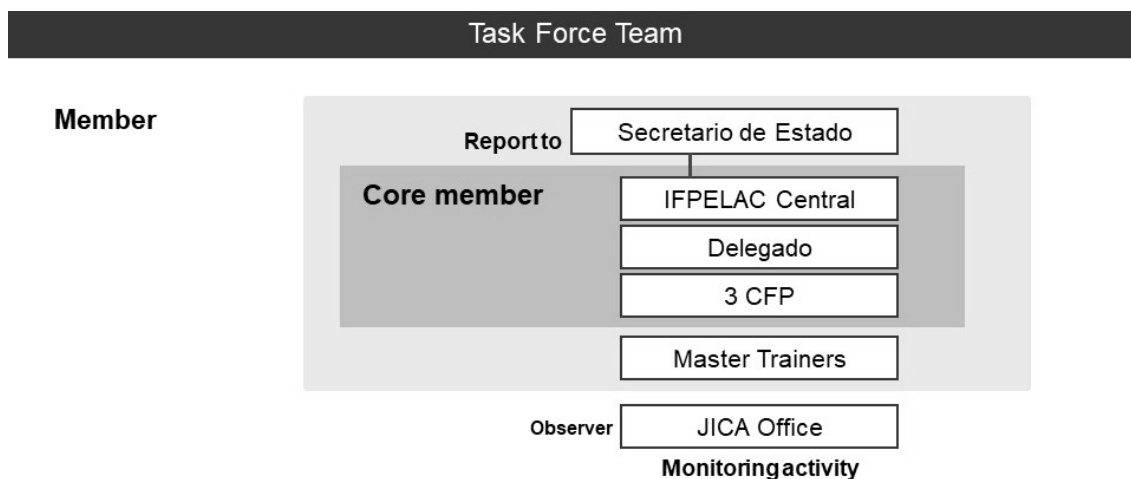 Task Force Team
Member
Report to
Secretario de Estado
Core member
IFPELAC Central
Delegado
3 CFP
Master Trainers
Observer
JICA Office
Monitoring activity